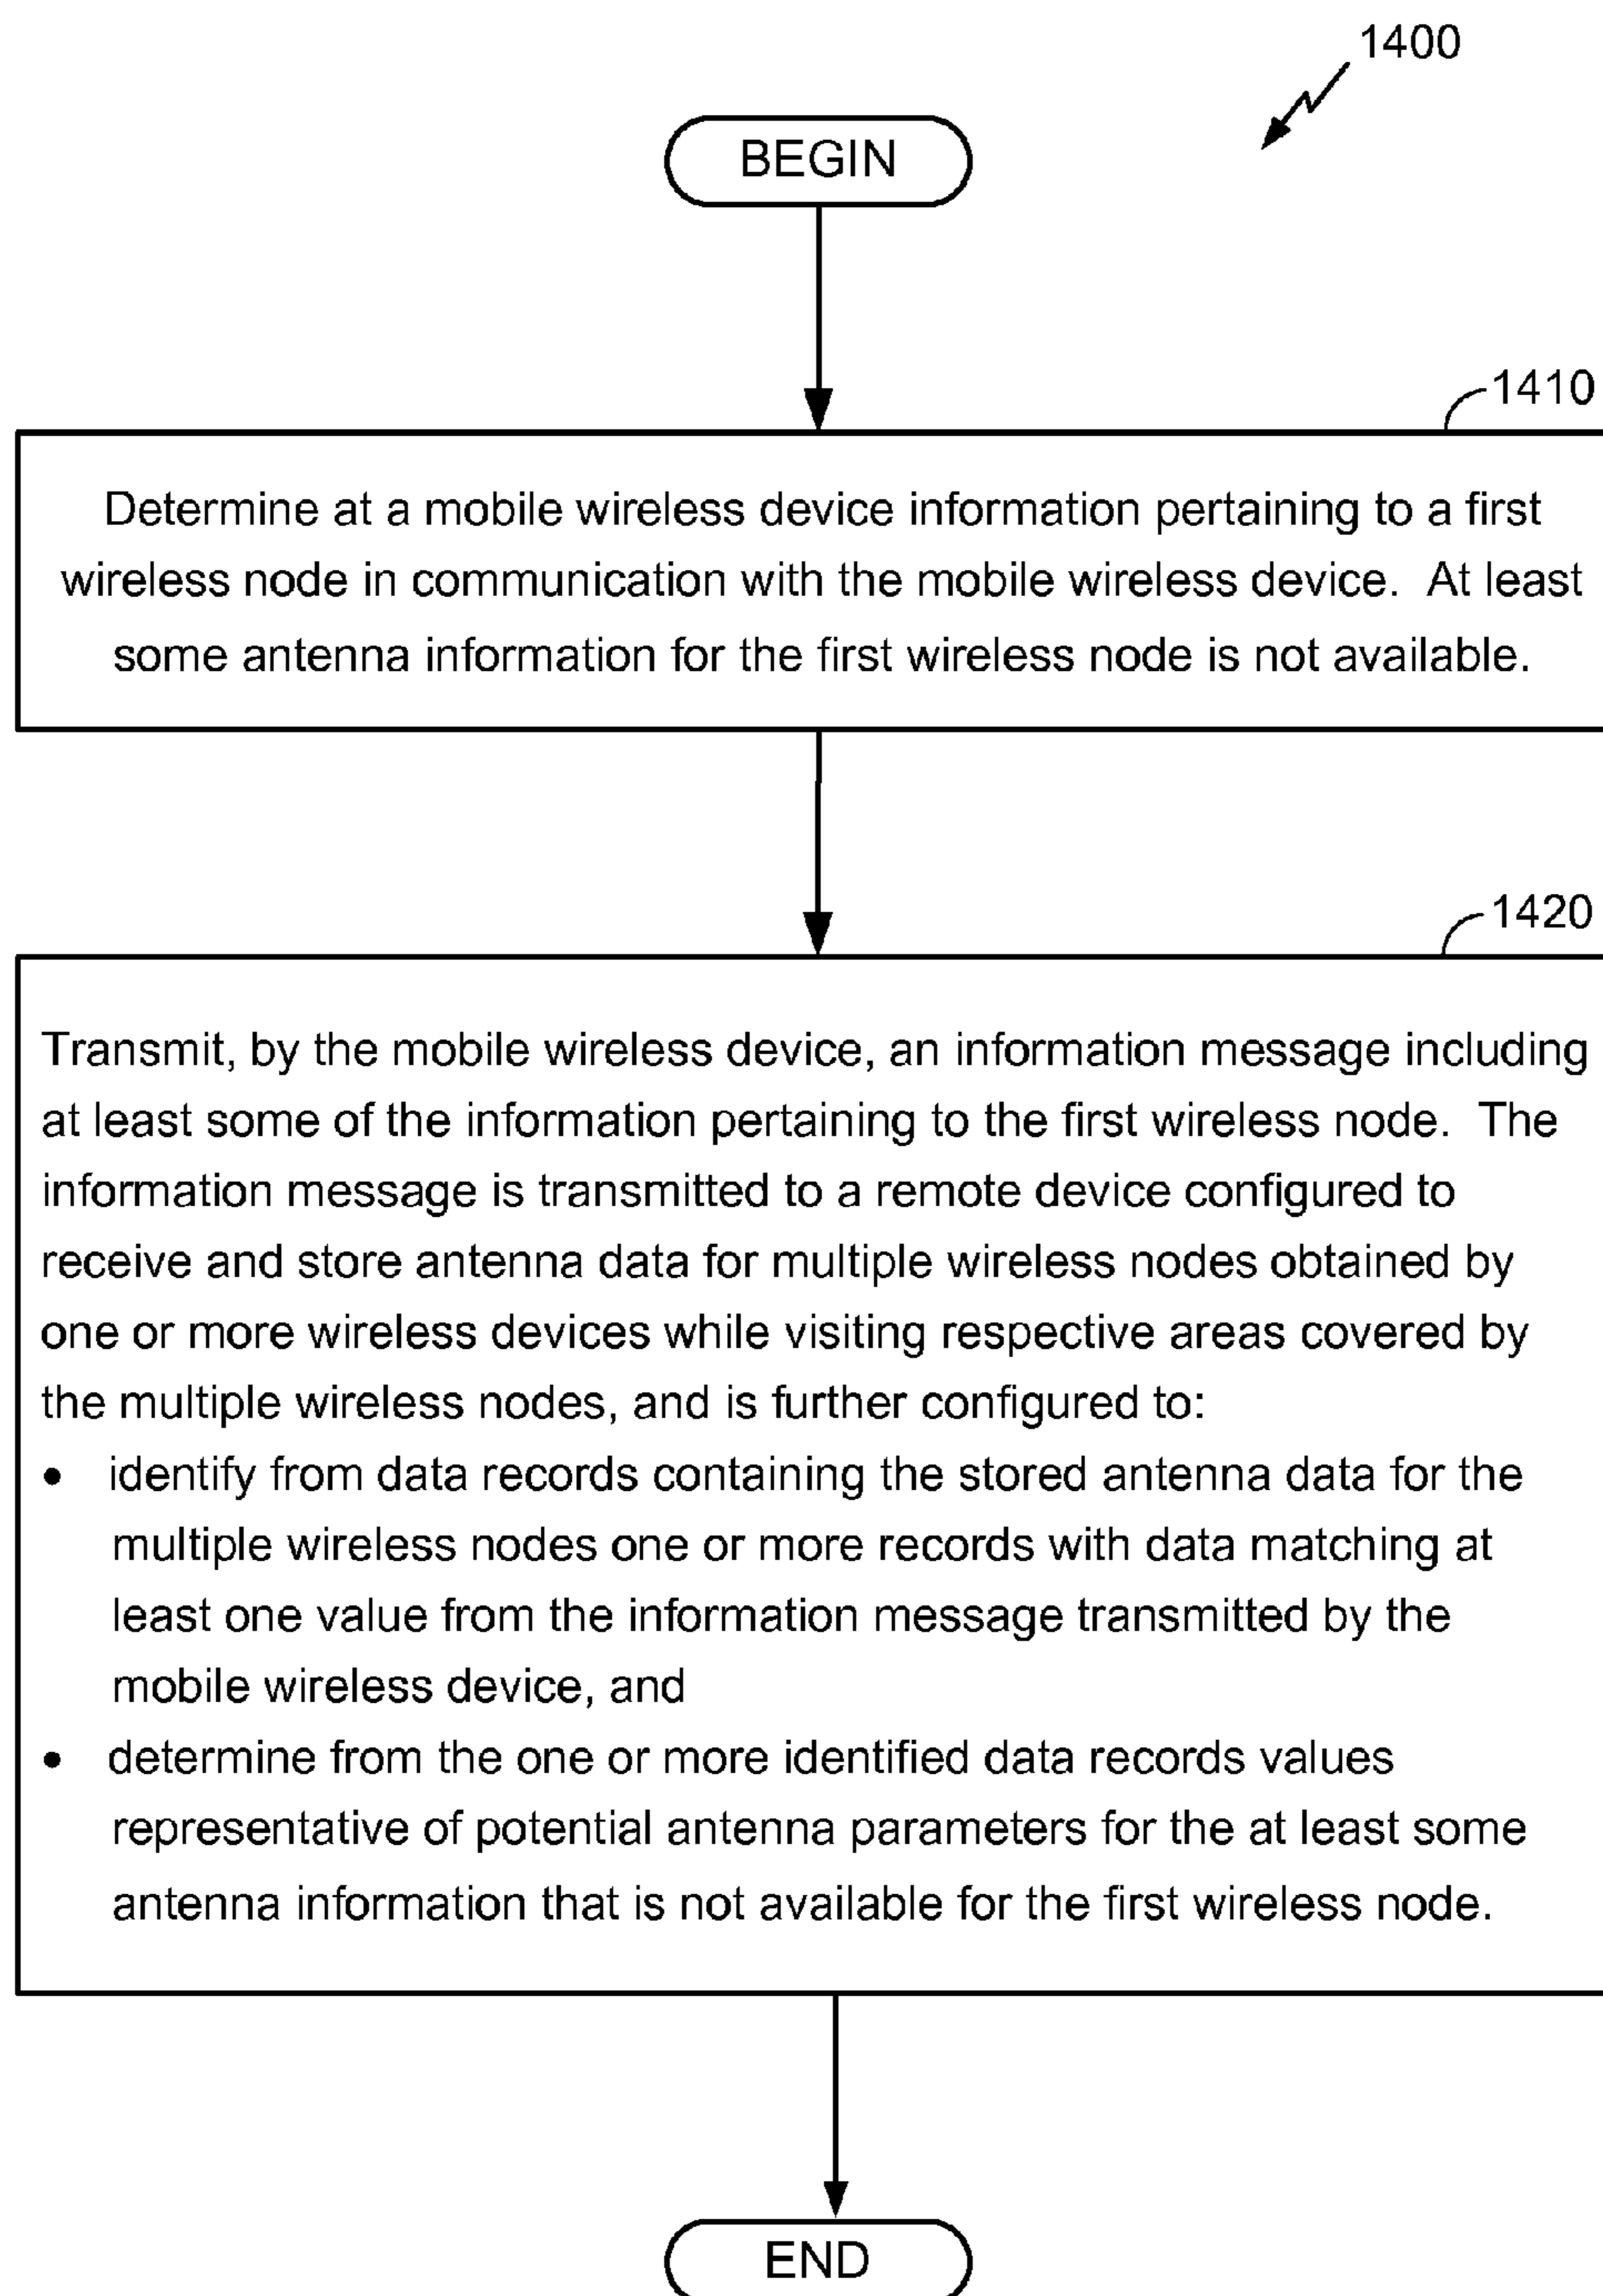 1400
BEGIN
1410
Determine at a mobile wireless device information pertaining to a first
wireless node in communication with the mobile wireless device. At least
some antenna information for the first wireless node is not available.
1420
Transmit, by the mobile wireless device, an information message including
at least some of the information pertaining to the first wireless node. The
information message is transmitted to a remote device configured to
receive and store antenna data for multiple wireless nodes obtained by
one or more wireless devices while visiting respective areas covered by
the multiple wireless nodes, and is further configured to:
• identify from data records containing the stored antenna data for the
multiple wireless nodes one or more records with data matching at
least one value from the information message transmitted by the
mobile wireless device, and
• determine from the one or more identified data records values
representative of potential antenna parameters for the at least some
antenna information that is not available for the first wireless node.
END